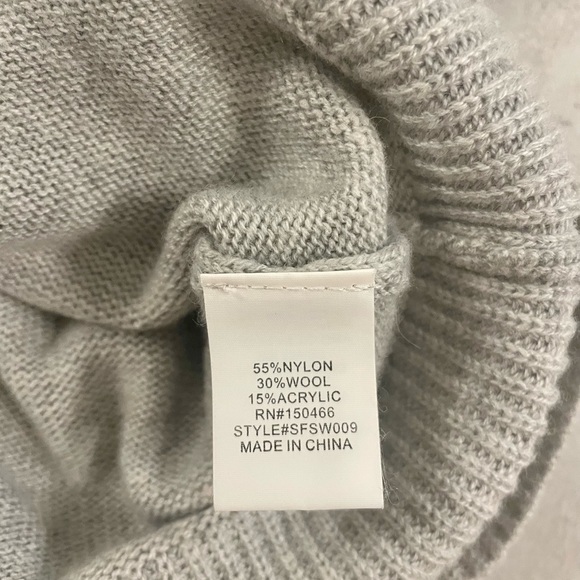 55%NYLON
30%WOOL
15%ACRYLIC
RN#150466
STYLE#SFSW009
MADE IN CHINA